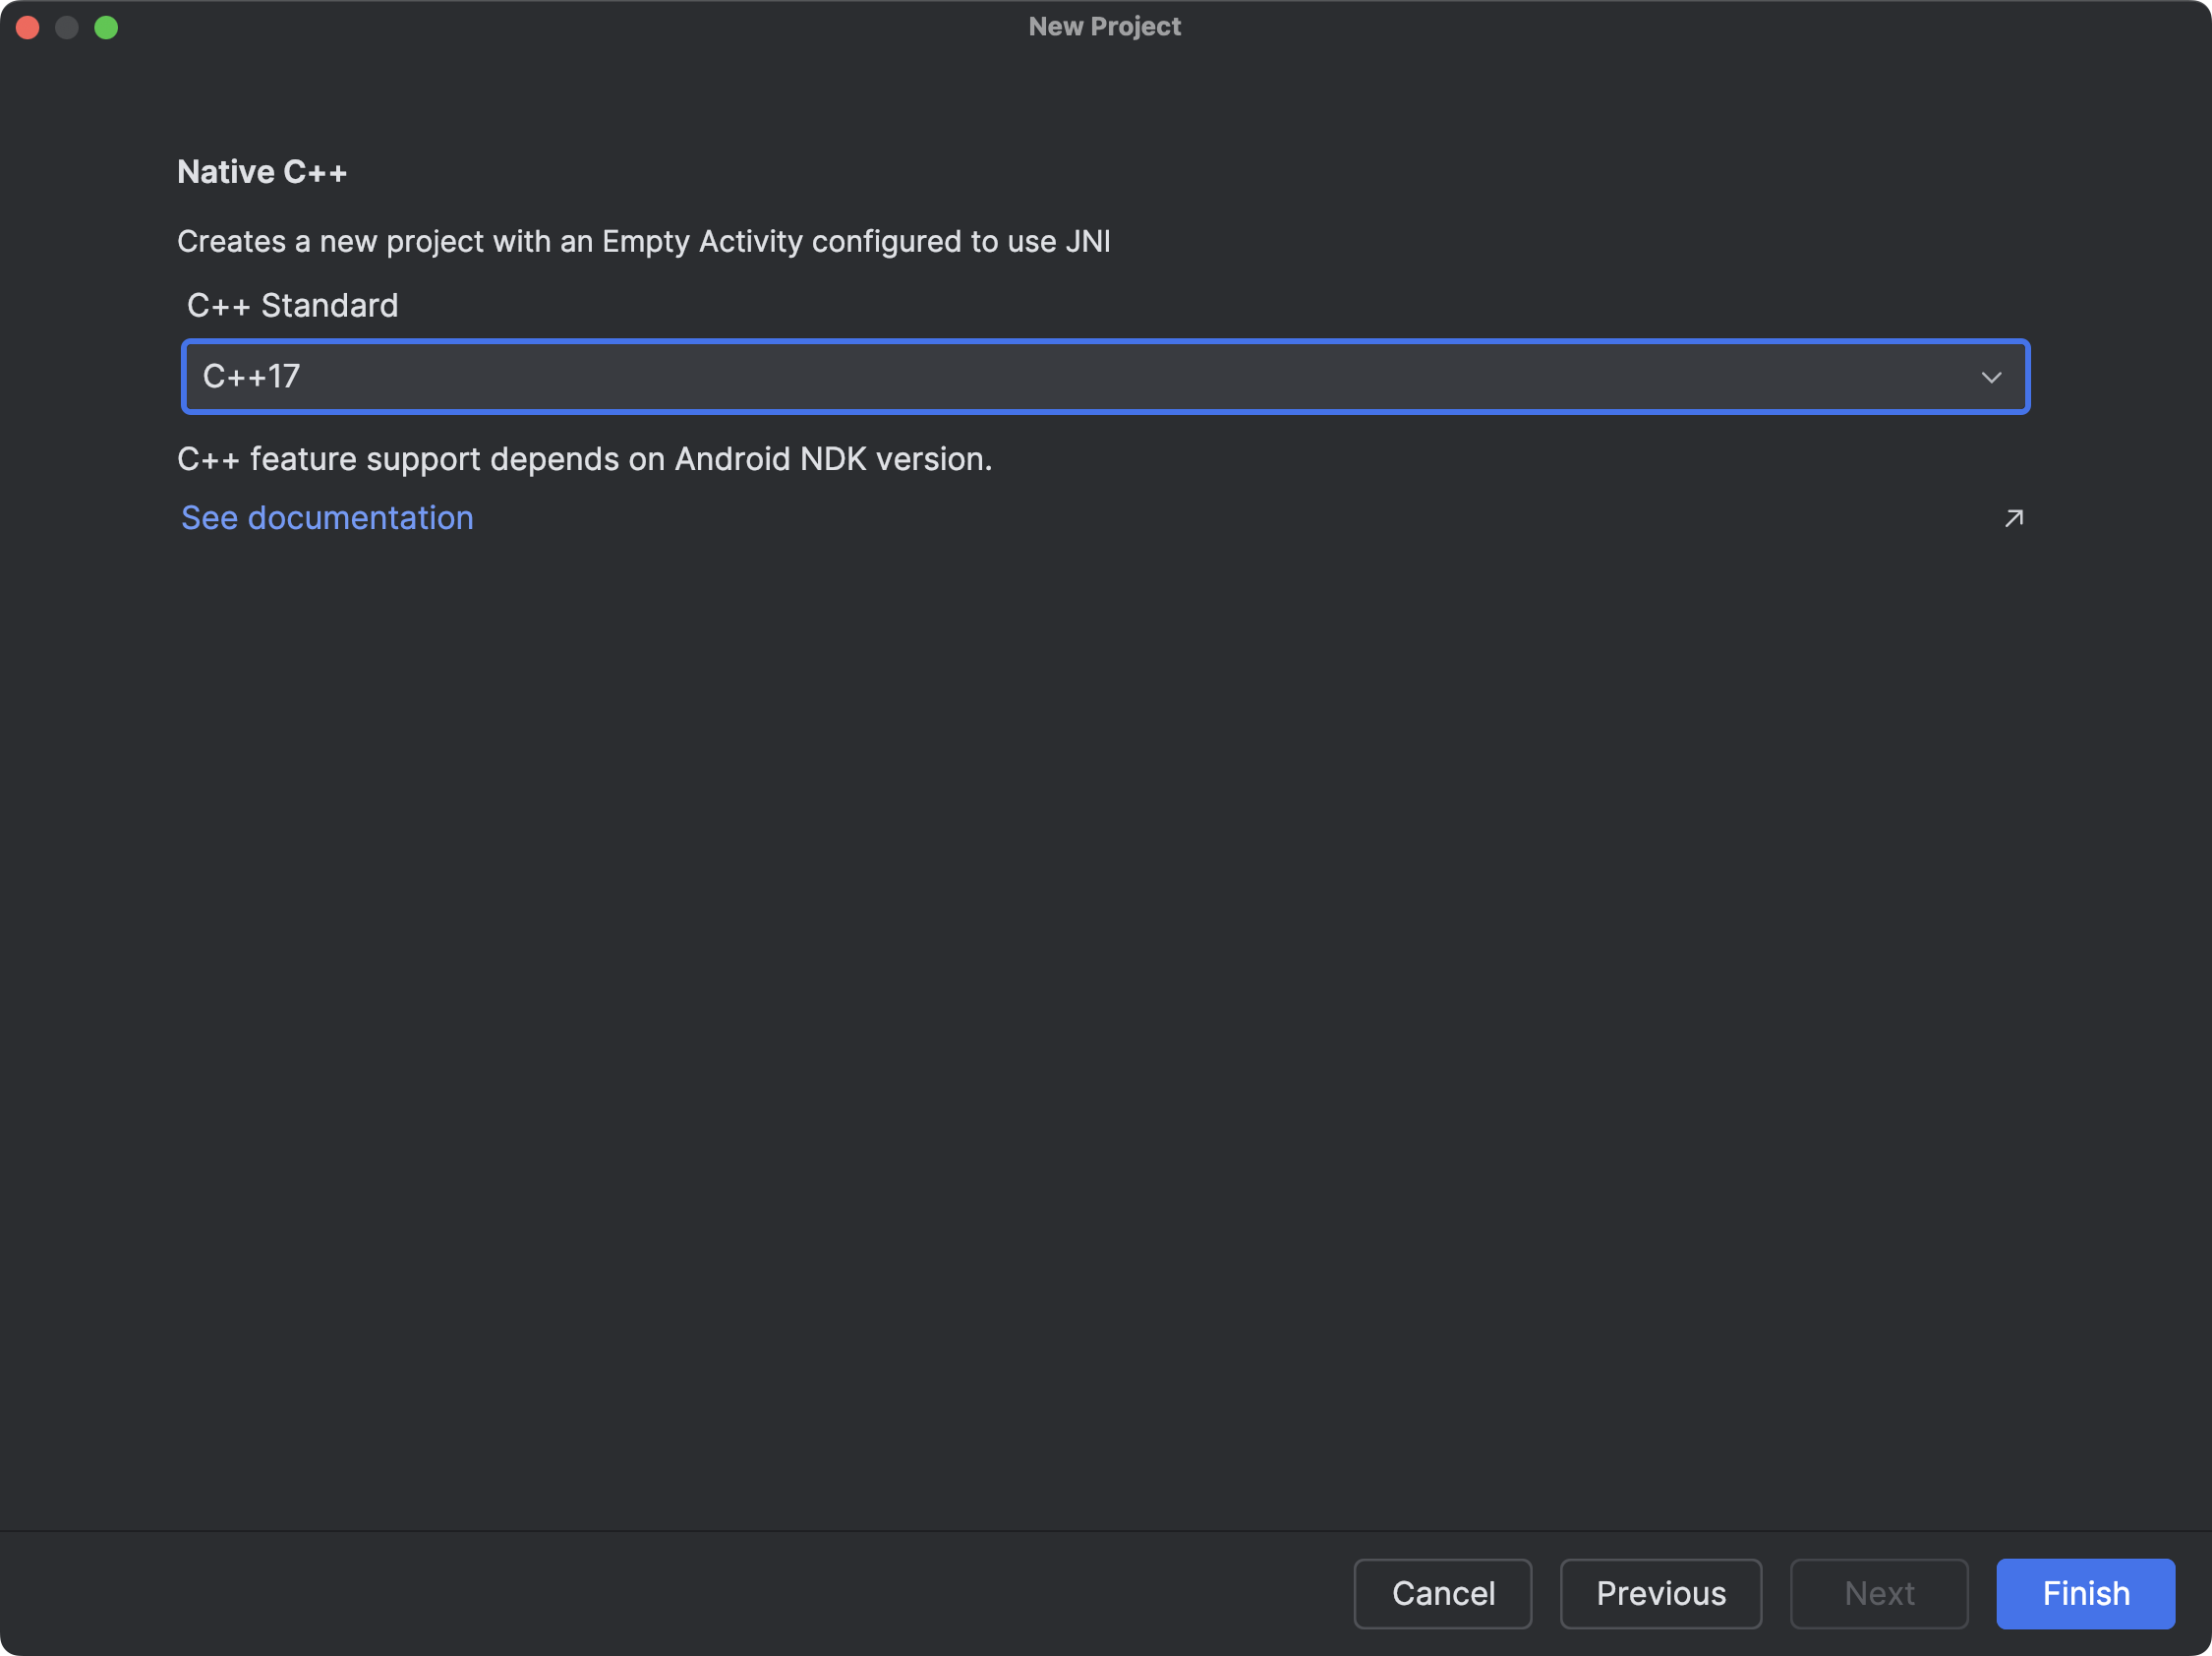 New Project
Native C++
Creates a new project with an Empty Activity configured to use JNI
C++ Standard
C++17
C++ feature support depends on Android NDK version.
See documentation
Cancel Previous Next Finish